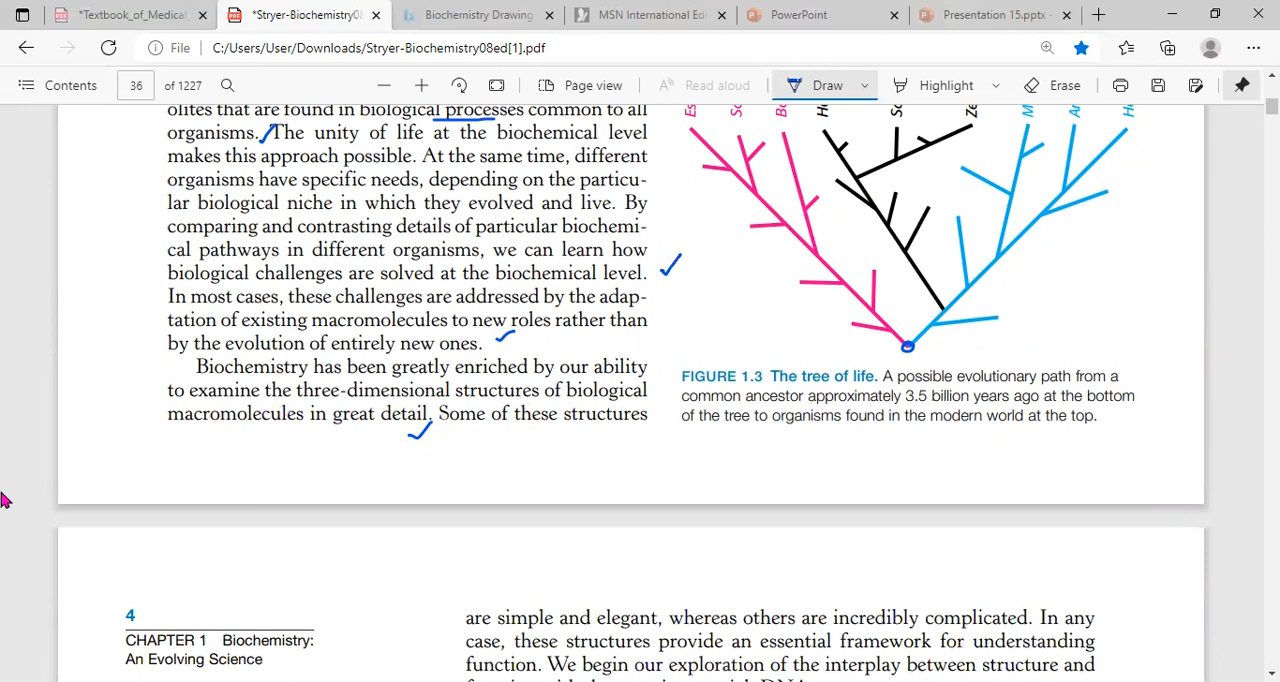 *Textbook_of_Medical_
*Stryer-Biochemistry08
Biochemistry Drawing
MSN International Ed
PowerPoint
Presentation 15.pptx -
File
C:/Users/User/Downloads/Stryer-Biochemistry08ed[1].pdf
Contents
36
of 1227
Page view
Read aloud
Draw
Highlight
Erase
olites that are found in biological processes common to all
organisms. The unity of life at the biochemical level
makes this approach possible. At the same time, different
organisms have specific needs, depending on the particu-
lar biological niche in which they evolved and live. By
comparing and contrasting details of particular biochemi-
cal pathways in different organisms, we can learn how
biological challenges are solved at the biochemical level.
In most cases, these challenges are addressed by the adap-
tation of existing macromolecules to new roles rather than
by the evolution of entirely new ones.
Biochemistry has been greatly enriched by our ability
to examine the three-dimensional structures of biological
macromolecules in great detail. Some of these structures
Es
Sa
Ba
Ho
Sa
Ze
M
Ar
Ha
FIGURE 1.3 The tree of life. A possible evolutionary path from a
common ancestor approximately 3.5 billion years ago at the bottom
of the tree to organisms found in the modern world at the top.
4
CHAPTER 1 Biochemistry:
An Evolving Science
are simple and elegant, whereas others are incredibly complicated. In any
case, these structures provide an essential framework for understanding
function. We begin our exploration of the interplay between structure and